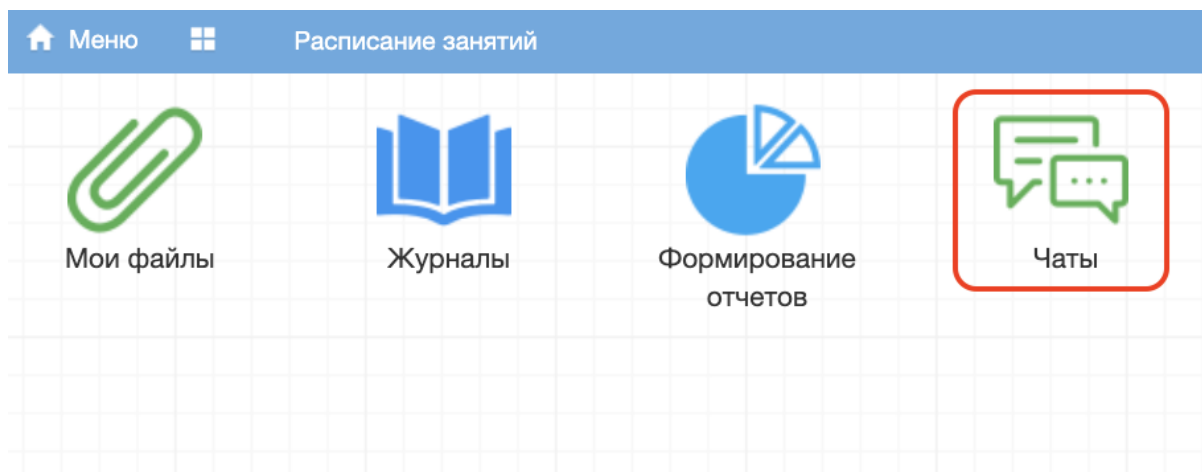 Меню
Расписание занятий
Мои файлы
Журналы
Формирование
отчетов
Чаты